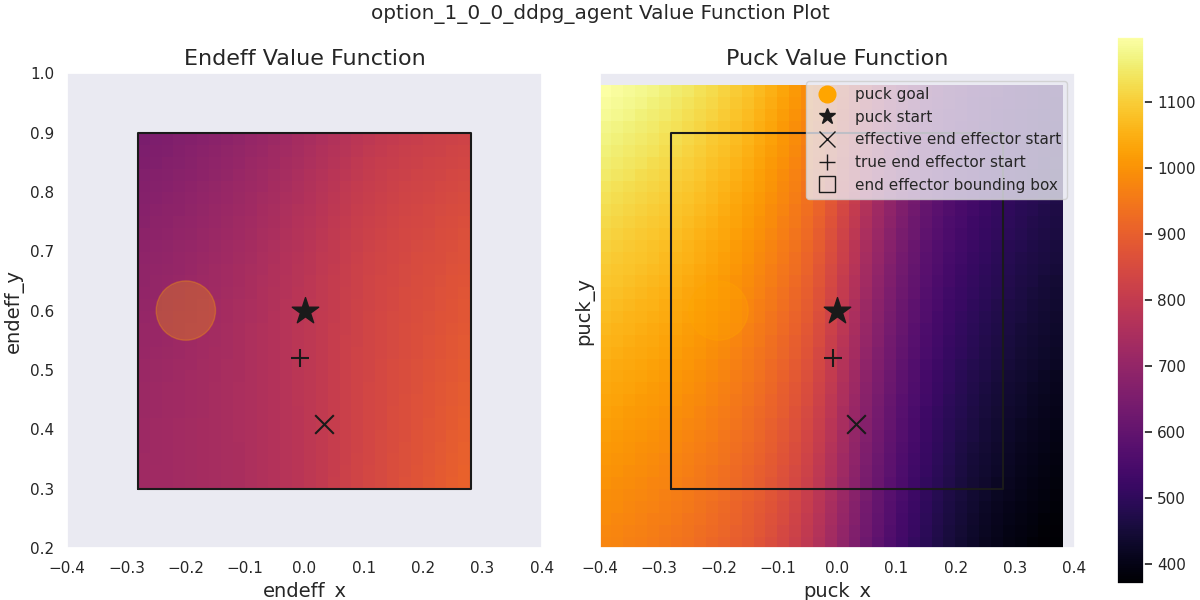 option_1_0_0_ddpg_agent Value Function Plot
Endeff Value Function
1.0
0.9
0.8
0.7
0.6
0.5
0.4
0.3
0.2
endeff_y
−0.4 −0.3 −0.2 −0.1 0.0 0.1 0.2 0.3 0.4
endeff_x
Puck Value Function
puck goal
puck start
effective end effector start
true end effector start
end effector bounding box
puck_y
−0.4 −0.3 −0.2 −0.1 0.0 0.1 0.2 0.3 0.4
puck_x
1100
1000
900
800
700
600
500
400